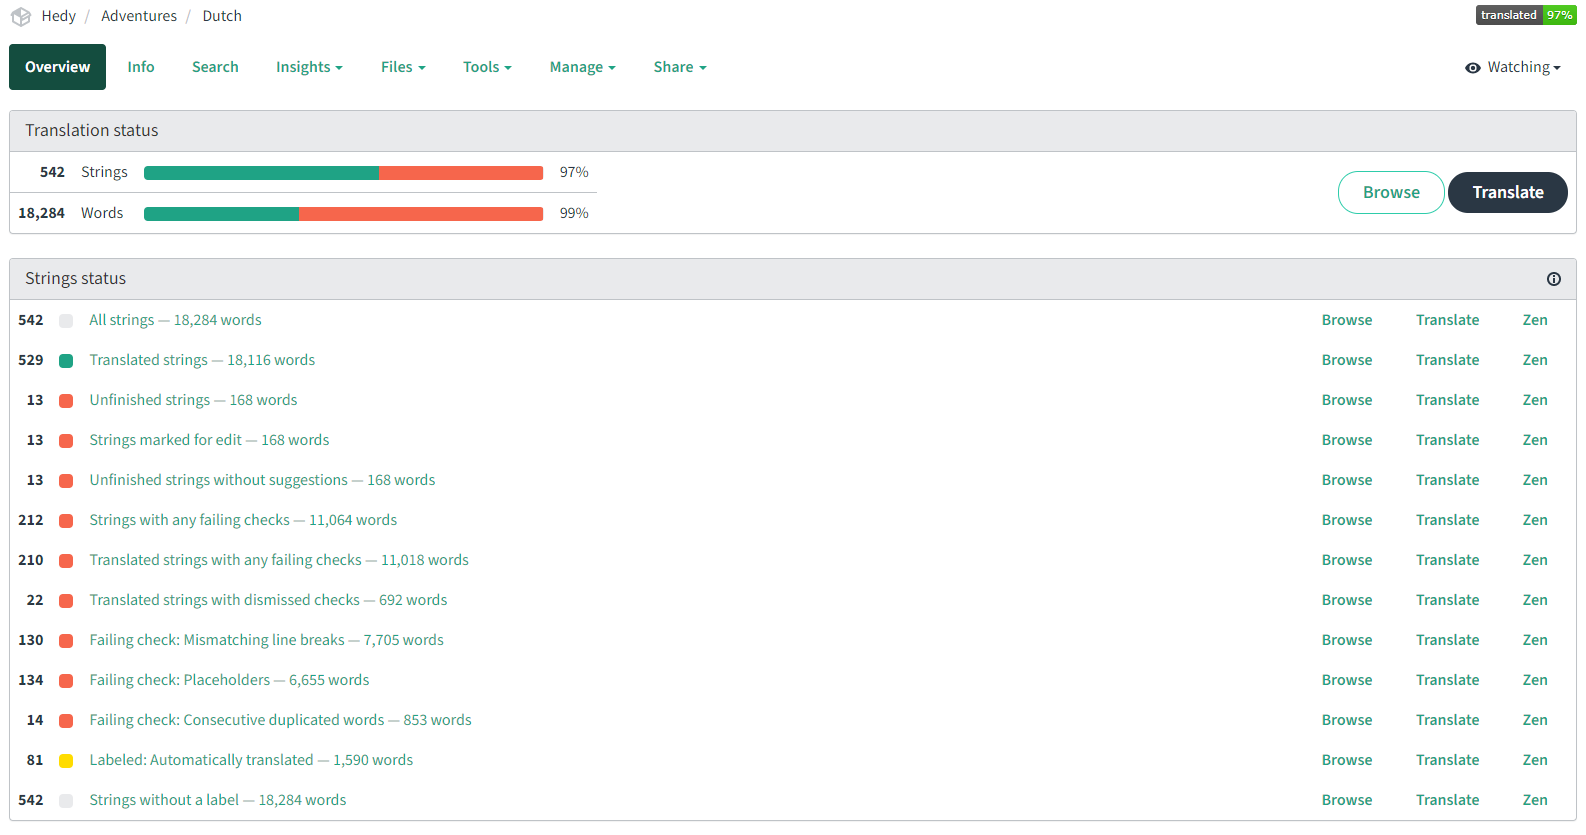 Hedy / Adventures / Dutch
translated 97%
Overview Info Search Insights Files Tools Manage Share Watching
Translation status
542 Strings 97%
18,284 Words 99%
Browse Translate
Strings status
542 All strings — 18,284 words Browse Translate Zen
529 Translated strings — 18,116 words Browse Translate Zen
13 Unfinished strings — 168 words Browse Translate Zen
13 Strings marked for edit — 168 words Browse Translate Zen
13 Unfinished strings without suggestions — 168 words Browse Translate Zen
212 Strings with any failing checks — 11,064 words Browse Translate Zen
210 Translated strings with any failing checks — 11,018 words Browse Translate Zen
22 Translated strings with dismissed checks — 692 words Browse Translate Zen
130 Failing check: Mismatching line breaks — 7,705 words Browse Translate Zen
134 Failing check: Placeholders — 6,655 words Browse Translate Zen
14 Failing check: Consecutive duplicated words — 853 words Browse Translate Zen
81 Labeled: Automatically translated — 1,590 words Browse Translate Zen
542 Strings without a label — 18,284 words Browse Translate Zen